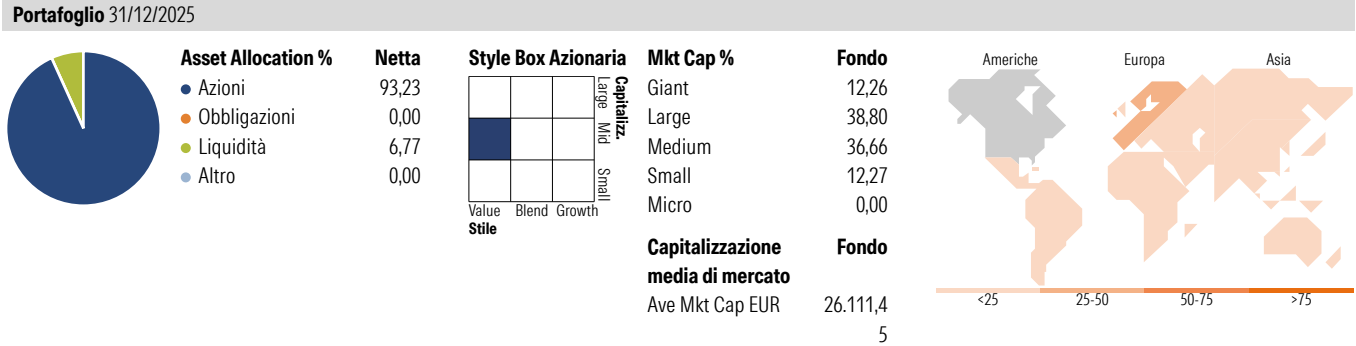 Portafoglio 31/12/2025
Asset Allocation % Netta
Azioni 93,23
Obbligazioni 0,00
Liquidità 6,77
Altro 0,00
Style Box Azionaria
Capitalizz.
Large
Mid
Small
Value Blend Growth
Stile
Mkt Cap % Fondo
Giant 12,26
Large 38,80
Medium 36,66
Small 12,27
Micro 0,00
Capitalizzazione Fondo
media di mercato
Ave Mkt Cap EUR 26.111,4
5
Americhe Europa Asia
<25 25-50 50-75 >75